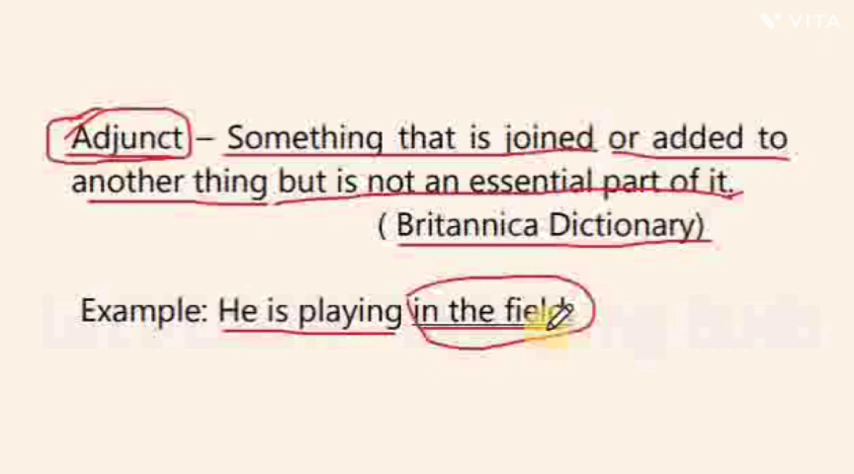 VITA
Adjunct – Something that is joined or added to
another thing but is not an essential part of it.
( Britannica Dictionary)
Example: He is playing in the field